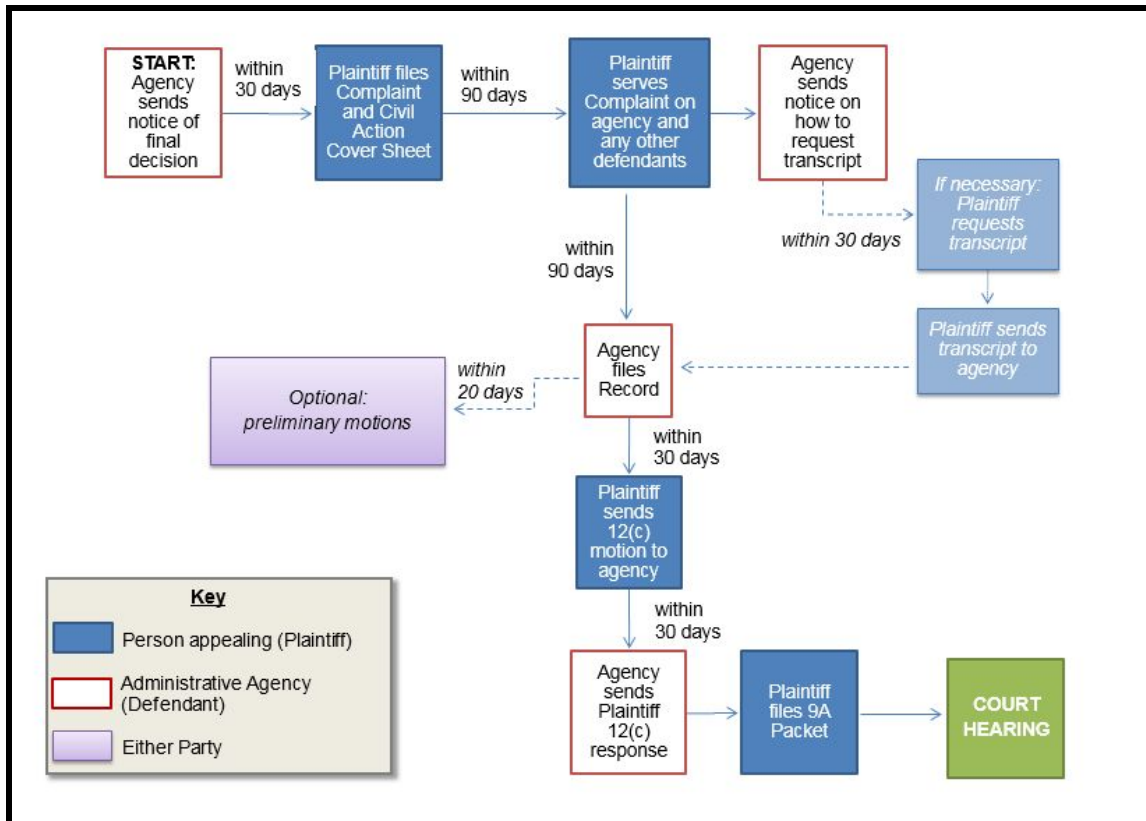 START:
Agency
sends
notice of
final
decision
within
30 days
Plaintiff files
Complaint
and Civil
Action
Cover Sheet
within
90 days
Plaintiff
serves
Complaint on
agency and
any other
defendants
Agency
sends
notice on
how to
request
transcript
If necessary:
Plaintiff
requests
transcript
within 30 days
within
90 days
Plaintiff sends
transcript to
agency
Agency
files
Record
within
20 days
Optional:
preliminary motions
within
30 days
Plaintiff
sends
12(c)
motion to
agency
within
30 days
Agency
sends
Plaintiff
12(c)
response
Plaintiff
files 9A
Packet
COURT
HEARING
Key
Person appealing (Plaintiff)
Administrative Agency
(Defendant)
Either Party